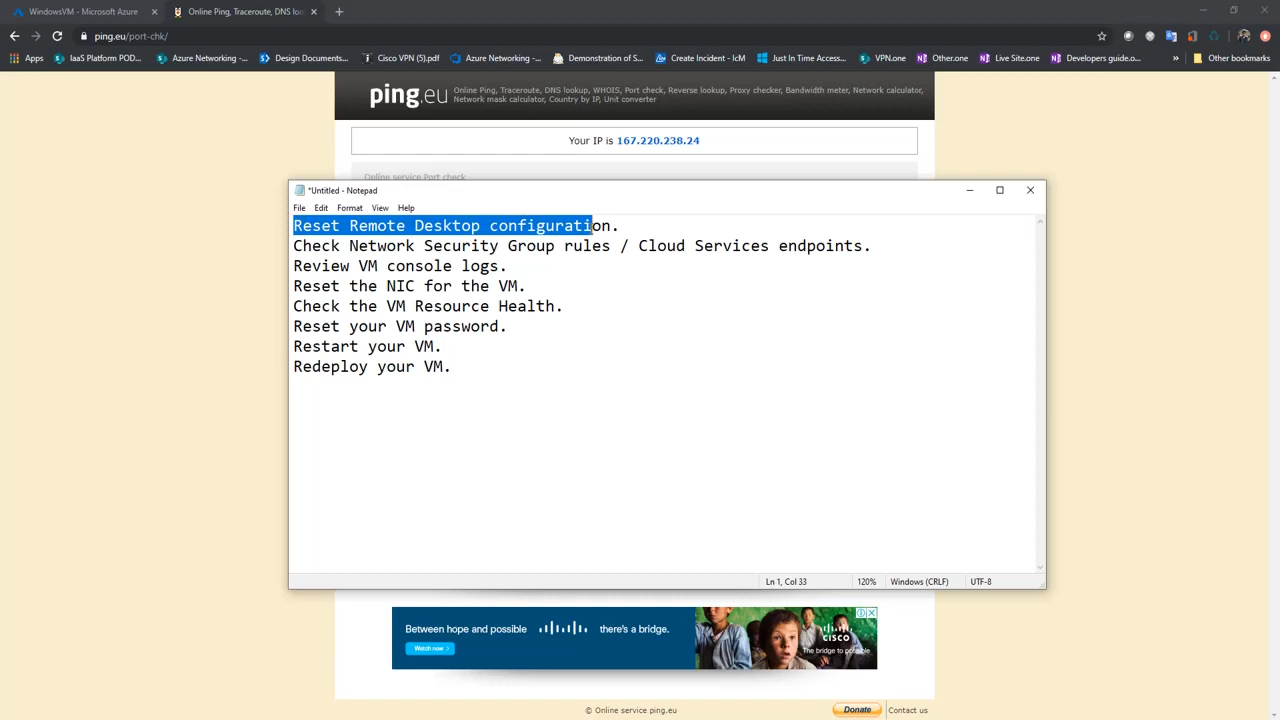 WindowsVM - Microsoft Azure
Online Ping, Traceroute, DNS loo
ping.eu/port-chk/
Apps
IaaS Platform POD...
Azure Networking -...
Design Documents...
Cisco VPN (5).pdf
Azure Networking -...
Demonstration of S...
Create Incident - IcM
Just In Time Access...
VPN.one
Other.one
Live Site.one
Developers guide.o...
»
Other bookmarks
ping.eu
Online Ping, Traceroute, DNS lookup, WHOIS, Port check, Reverse lookup, Proxy checker, Bandwidth meter, Network calculator,
Network mask calculator, Country by IP, Unit converter
Your IP is 167.220.238.24
Online service Port check
*Untitled - Notepad
File Edit Format View Help
Reset Remote Desktop configuration.
Check Network Security Group rules / Cloud Services endpoints.
Review VM console logs.
Reset the NIC for the VM.
Check the VM Resource Health.
Reset your VM password.
Restart your VM.
Redeploy your VM.
Ln 1, Col 33
120%
Windows (CRLF)
UTF-8
Between hope and possible
there's a bridge.
Watch now >
CISCO
The bridge to possible
© Online service ping.eu
Donate
Contact us